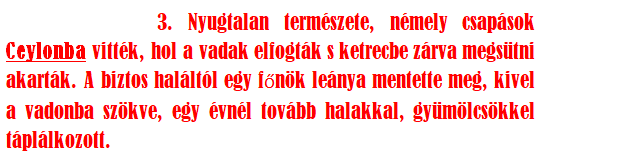 3. Nyugtalan természete, némely csapások
Ceylonba vitték, hol a vadak elfogták s ketrecbe zárva megsütni
akarták. A biztos haláltól egy főnök leánya mentette meg, kivel
a vadonba szökve, egy évnél tovább halakkal, gyümölcsökkel
táplálkozott.